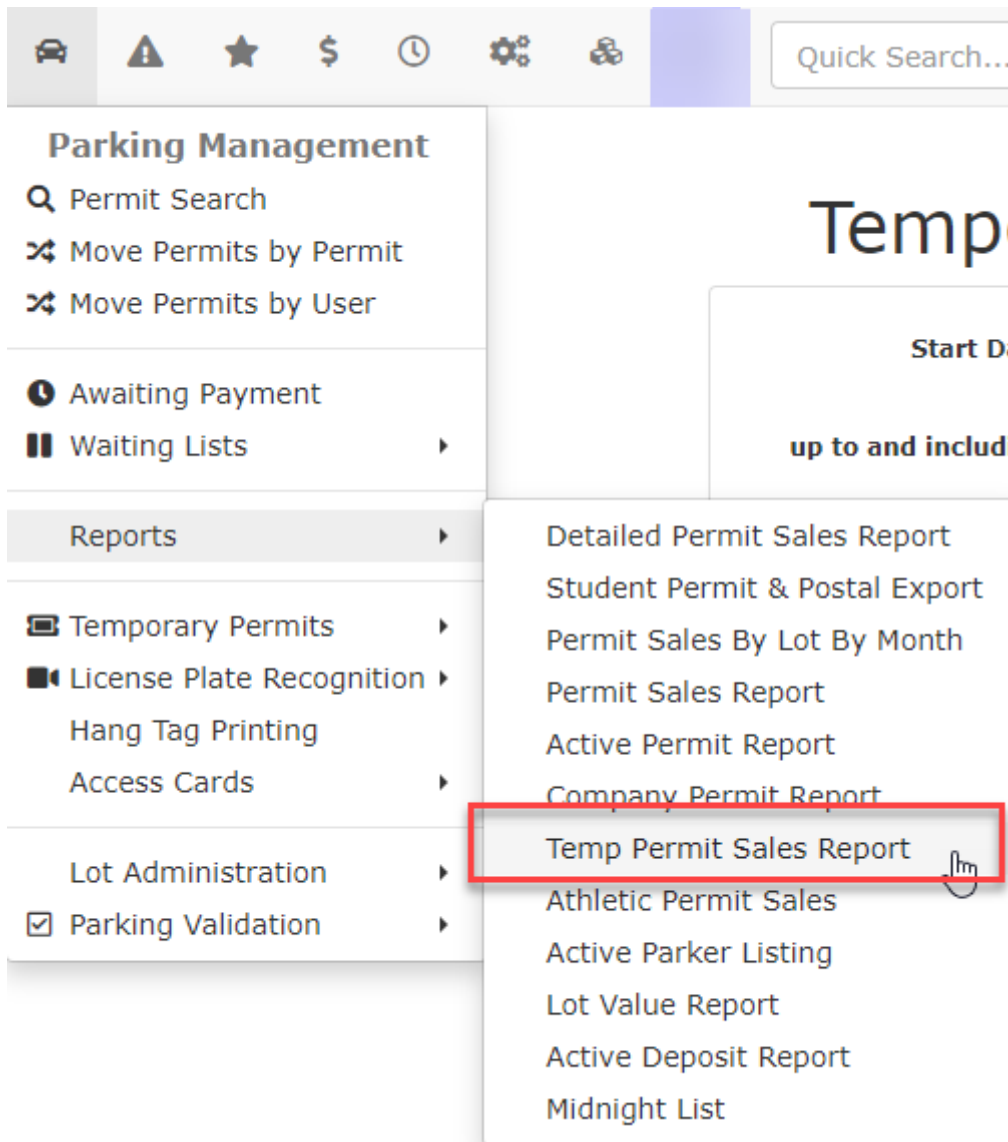 Quick Search...
Parking Management
Permit Search
Move Permits by Permit
Move Permits by User
Awaiting Payment
Waiting Lists
Reports
Temporary Permits
License Plate Recognition
Hang Tag Printing
Access Cards
Lot Administration
Parking Validation
Start
up to and
Detailed Permit Sales Report
Student Permit & Postal Export
Permit Sales By Lot By Month
Permit Sales Report
Active Permit Report
Company Permit Report
Temp Permit Sales Report
Athletic Permit Sales
Active Parker Listing
Lot Value Report
Active Deposit Report
Midnight List